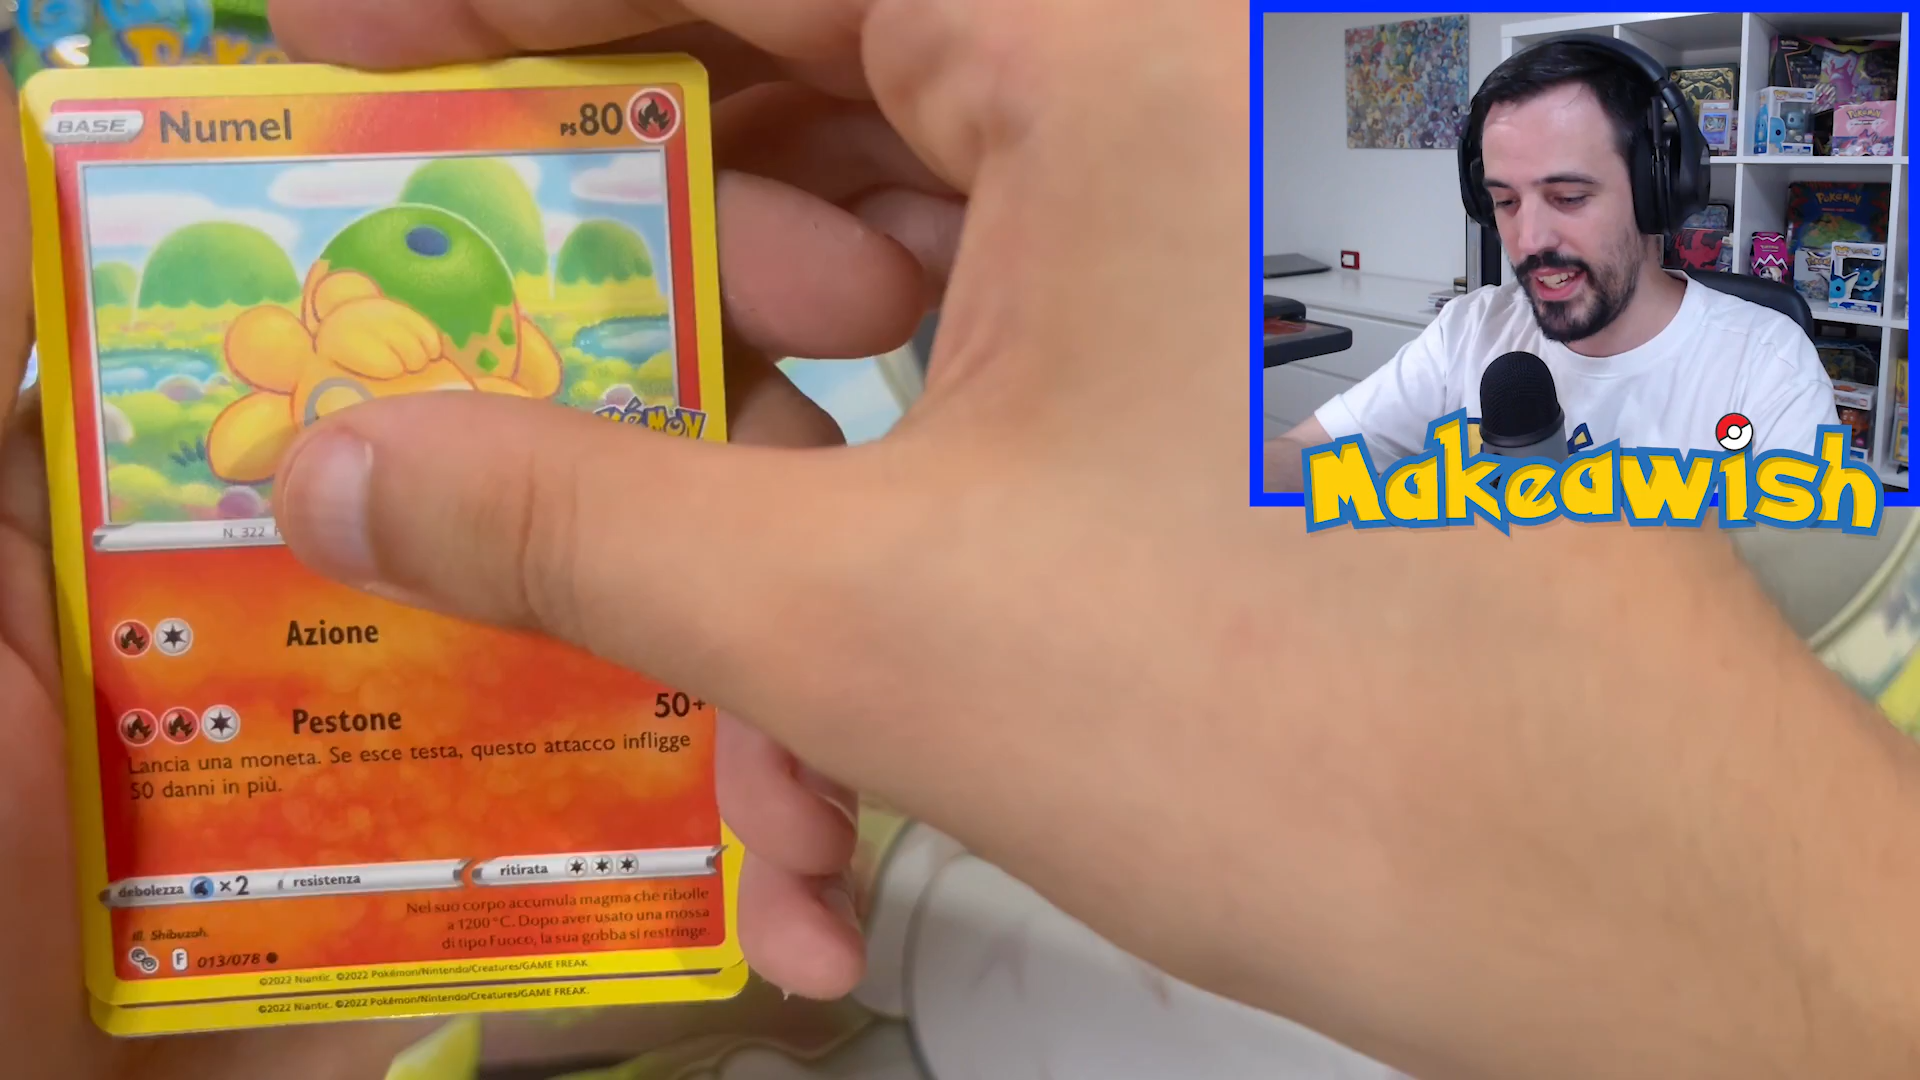 BASE Numel PS 80
N. 322
Azione
Pestone 50+
Lancia una moneta. Se esce testa, questo attacco infligge
50 danni in più.
debolezza ×2 resistenza ritirata
Nel suo corpo accumula magma che ribolle
a 1200°C. Dopo aver usato una mossa
di tipo Fuoco, la sua gobba si restringe.
Ill. Shibuzoh.
F 013/078
©2022 Niantic. ©2022 Pokémon/Nintendo/Creatures/GAME FREAK.
©2022 Niantic. ©2022 Pokémon/Nintendo/Creatures/GAME FREAK.
Makeawish